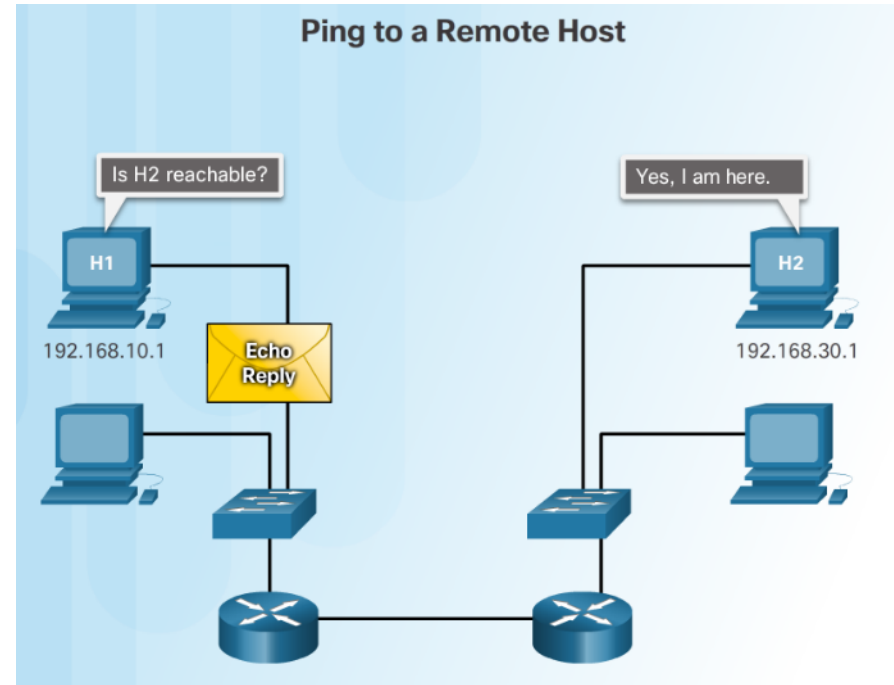 Ping to a Remote Host
Is H2 reachable?
Yes, I am here.
H1
H2
192.168.10.1
192.168.30.1
Echo
Reply